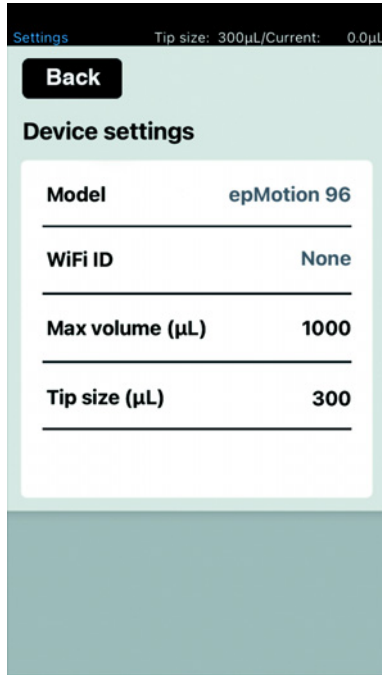 Settings Tip size: 300µL/Current: 0.0µL
Back
Device settings
Model epMotion 96
WiFi ID None
Max volume (µL) 1000
Tip size (µL) 300